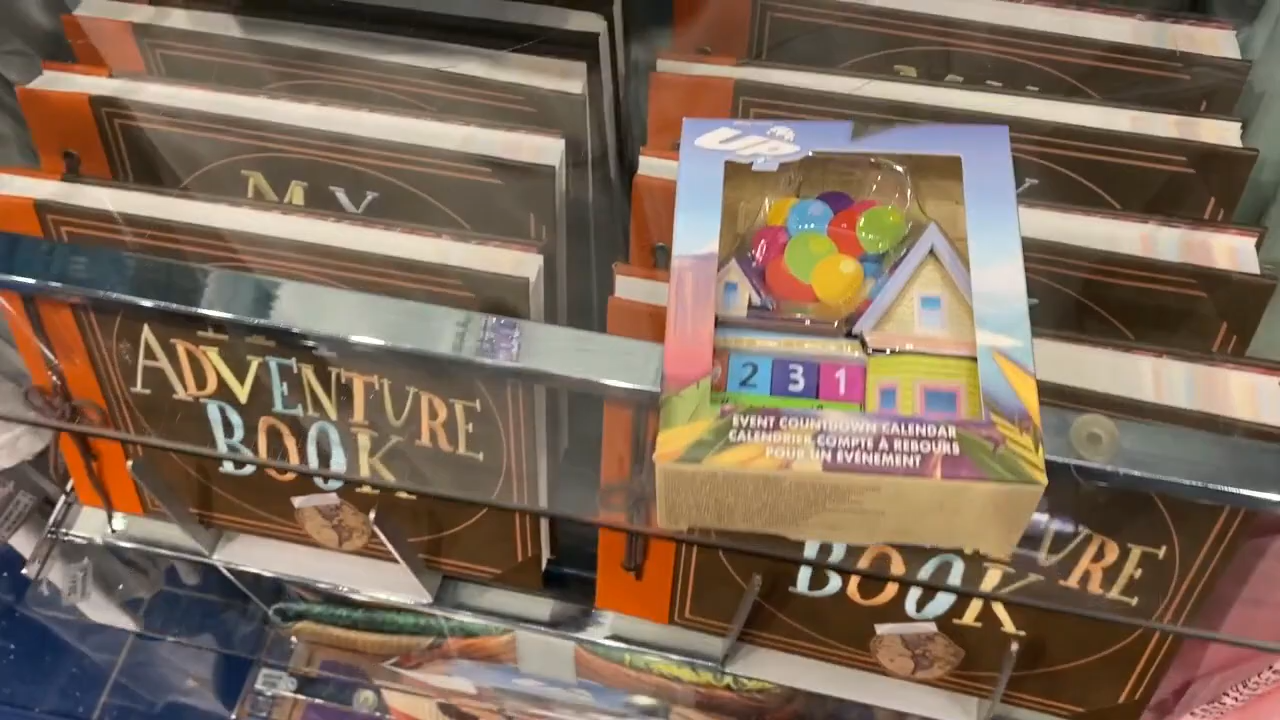 MY
ADVENTURE
BOOK
UP
2 3 1
EVENT COUNTDOWN CALENDAR
CALENDRIER COMPTE À REBOURS
POUR UN ÉVÉNEMENT
BOOK